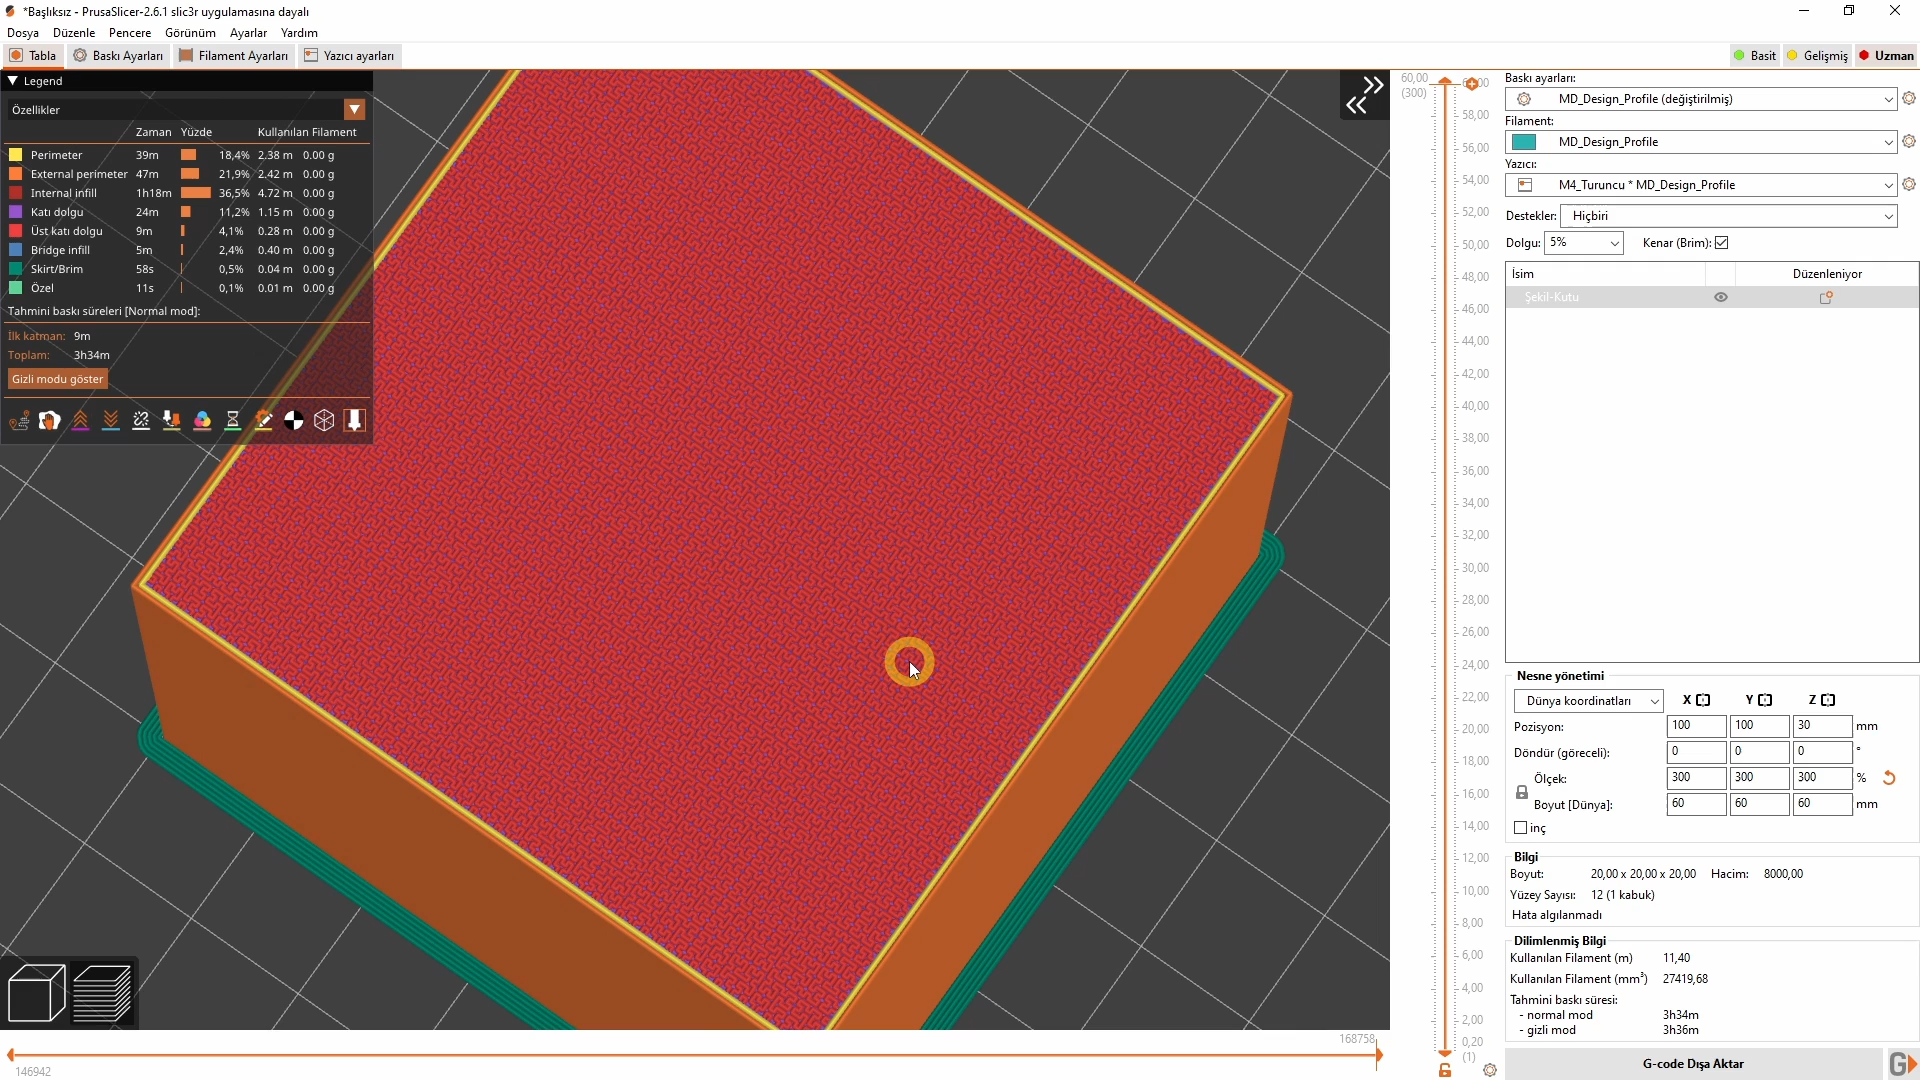 *Başlıksız - PrusaSlicer-2.6.1 slic3r uygulamasına dayalı
Dosya Düzenle Pencere Görünüm Ayarlar Yardım
Tabla Baskı Ayarları Filament Ayarları Yazıcı ayarları
Basit Gelişmiş Uzman
Legend
Özellikler
Zaman Yüzde Kullanılan Filament
Perimeter 39m 18,4% 2.38 m 0.00 g
External perimeter 47m 21,9% 2.42 m 0.00 g
Internal infill 1h18m 36,5% 4.72 m 0.00 g
Katı dolgu 24m 11,2% 1.15 m 0.00 g
Üst katı dolgu 9m 4,1% 0.28 m 0.00 g
Bridge infill 5m 2,4% 0.40 m 0.00 g
Skirt/Brim 58s 0,5% 0.04 m 0.00 g
Özel 11s 0,1% 0.01 m 0.00 g
Tahmini baskı süreleri [Normal mod]:
İlk katman: 9m
Toplam: 3h34m
Gizli modu göster
60,00
(300)
58,00
56,00
54,00
52,00
50,00
48,00
46,00
44,00
42,00
40,00
38,00
36,00
34,00
32,00
30,00
28,00
26,00
24,00
22,00
20,00
18,00
16,00
14,00
12,00
10,00
8,00
6,00
4,00
2,00
0,20
(1)
168758
146942
Baskı ayarları:
MD_Design_Profile (değiştirilmiş)
Filament:
MD_Design_Profile
Yazıcı:
M4_Turuncu * MD_Design_Profile
Destekler: Hiçbiri
Dolgu: 5% Kenar (Brim):
İsim Düzenleniyor
Şekil-Kutu
Nesne yönetimi
Dünya koordinatları X Y Z
Pozisyon: 100 100 30 mm
Döndür (göreceli): 0 0 0 °
Ölçek: 300 300 300 %
Boyut [Dünya]: 60 60 60 mm
inç
Bilgi
Boyut: 20,00 x 20,00 x 20,00 Hacim: 8000,00
Yüzey Sayısı: 12 (1 kabuk)
Hata algılanmadı
Dilimlenmiş Bilgi
Kullanılan Filament (m) 11,40
Kullanılan Filament (mm³) 27419,68
Tahmini baskı süresi:
- normal mod 3h34m
- gizli mod 3h36m
G-code Dışa Aktar
G